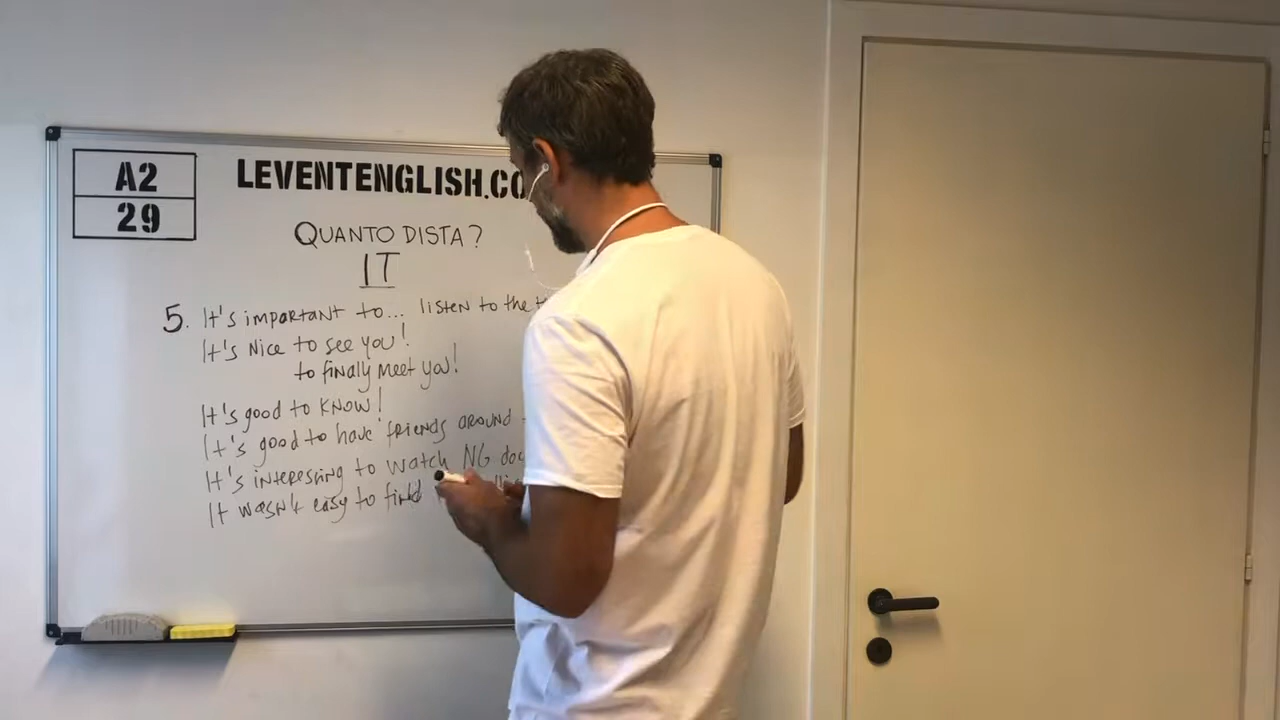 A2
29
LEVENTENGLISH.CO
QUANTO DISTA?
IT
5. It's important to... listen to the
It's nice to see you!
to finally meet you!
It's good to know!
It's good to have friends around
It's interesting to watch NG doc
It wasn't easy to find